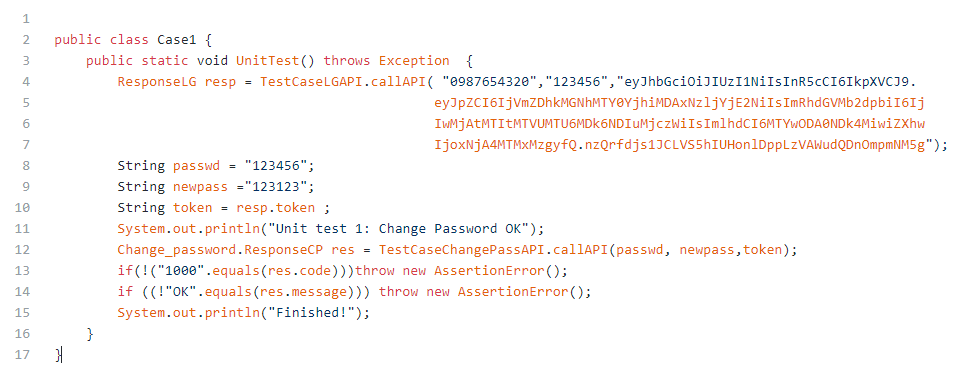 1
2 public class Case1 {
3 public static void UnitTest() throws Exception {
4 ResponseLG resp = TestCaseLGAPI.callAPI( "0987654320","123456","eyJhbGciOiJIUzI1NiIsInR5cCI6IkpXVCJ9.
5 eyJpZCI6IjVmZDhkMGNhMTY0YjhiMDAxNzljYjE2NiIsImRhdGVMb2dpbiI6Ij
6 IwMjAtMTItMTVUMTU6MDk6NDIuMjczWiIsImlhdCI6MTYwODA0NDk4MiwiZXhw
7 IjoxNjA4MTMxMzgyfQ.nzQrfdjs1JCLVS5hIUHonlDppLzVAWudQDnOmpmNM5g");
8 String passwd = "123456";
9 String newpass ="123123";
10 String token = resp.token ;
11 System.out.println("Unit test 1: Change Password OK");
12 Change_password.ResponseCP res = TestCaseChangePassAPI.callAPI(passwd, newpass,token);
13 if(!("1000".equals(res.code)))throw new AssertionError();
14 if ((!"OK".equals(res.message))) throw new AssertionError();
15 System.out.println("Finished!");
16 }
17 }